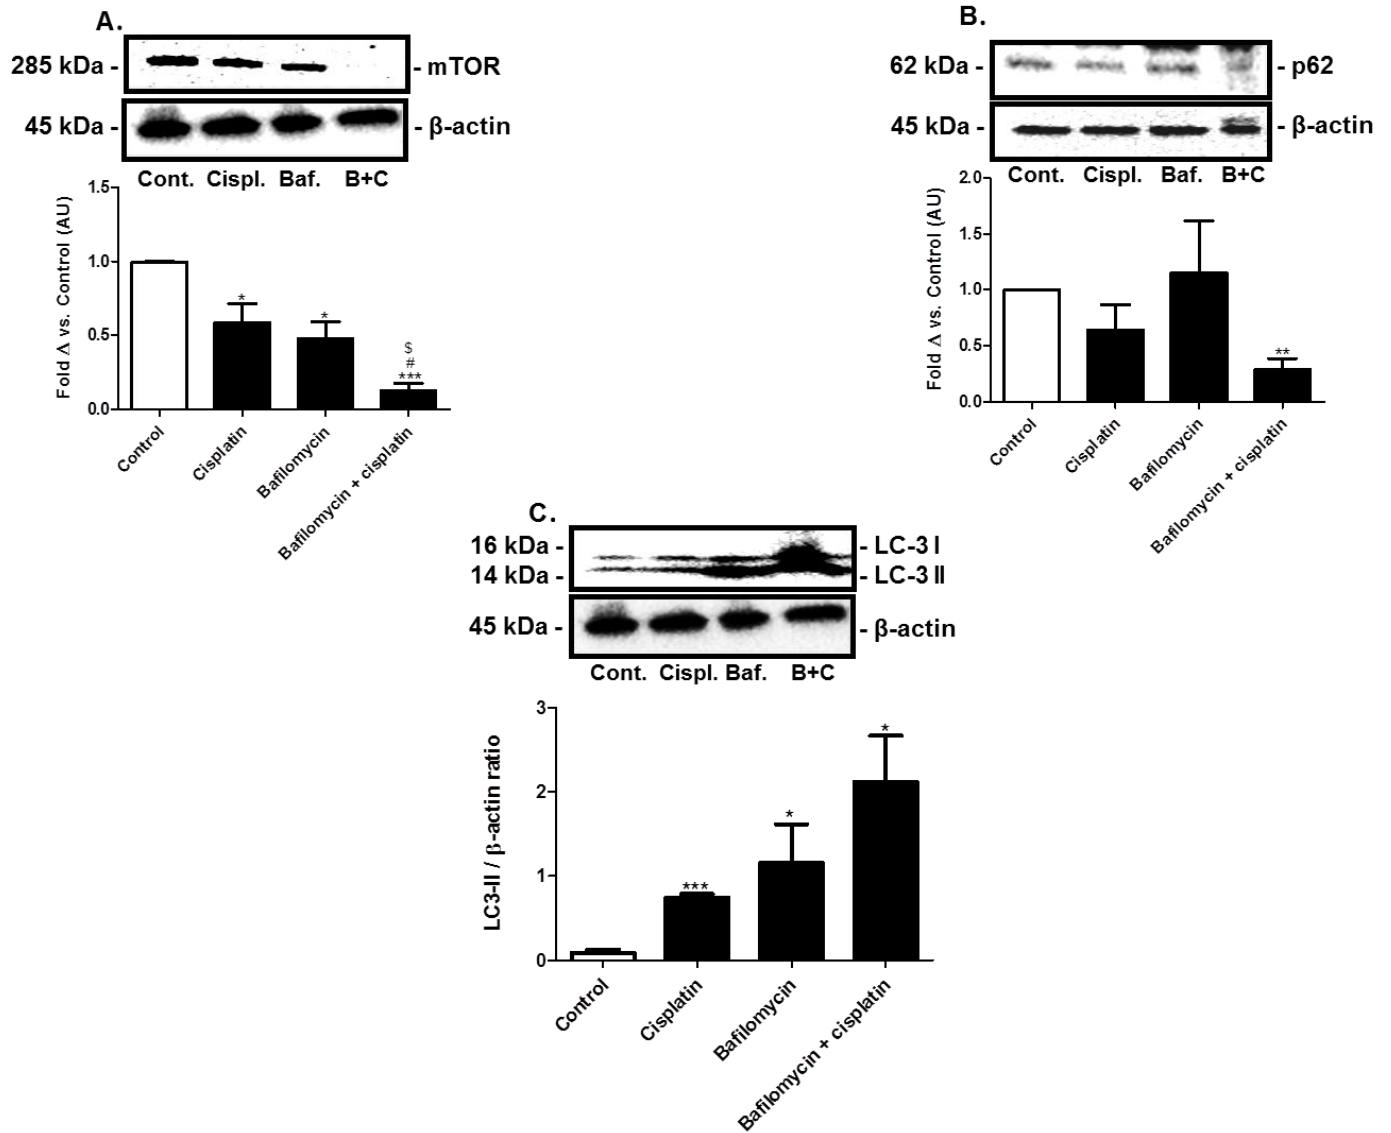 A.
285 kDa -
- mTOR
45 kDa -
- β-actin
Cont. Cispl. Baf. B+C
Fold Δ vs. Control (AU)
1.5
1.0
0.5
0.0
*
*
$
#
***
Control
Cisplatin
Bafilomycin
Bafilomycin + cisplatin
B.
62 kDa -
- p62
45 kDa -
- β-actin
Cont. Cispl. Baf. B+C
Fold Δ vs. Control (AU)
2.0
1.5
1.0
0.5
0.0
**
Control
Cisplatin
Bafilomycin
Bafilomycin + cisplatin
C.
16 kDa -
- LC-3 I
14 kDa -
- LC-3 II
45 kDa -
- β-actin
Cont. Cispl. Baf. B+C
LC3-II / β-actin ratio
3
2
1
0
***
*
*
Control
Cisplatin
Bafilomycin
Bafilomycin + cisplatin